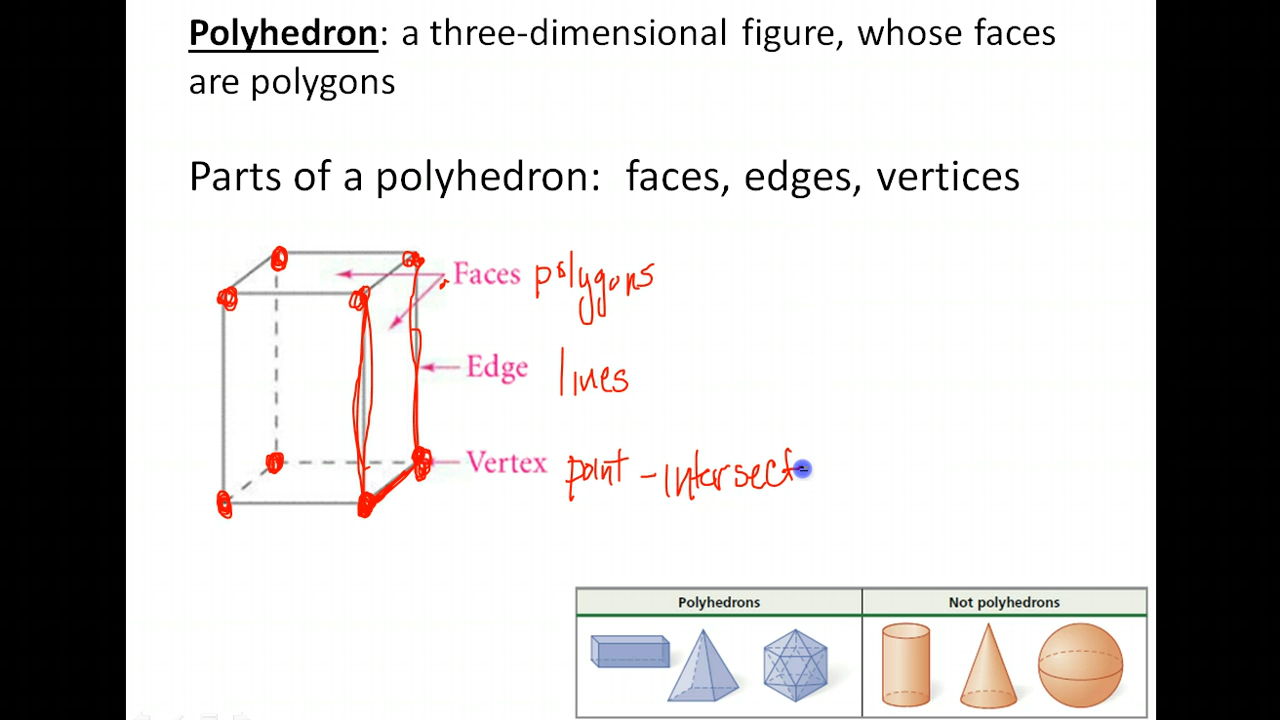 Polyhedron: a three-dimensional figure, whose faces
are polygons
Parts of a polyhedron: faces, edges, vertices
Faces polygons
Edge lines
Vertex point - intersect
Polyhedrons Not polyhedrons